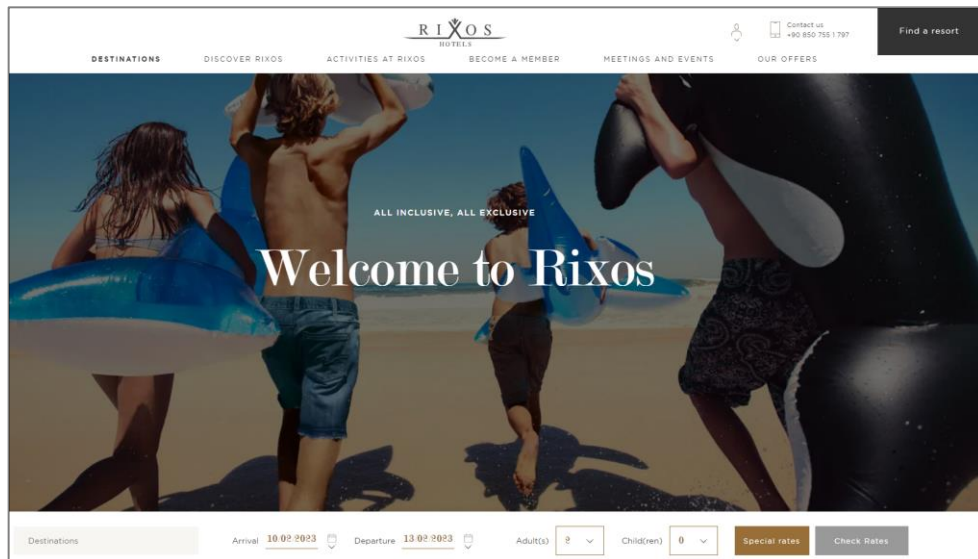 RIXOS
HOTELS
Contact us
+90 850 755 1 797
Find a resort
DESTINATIONS
DISCOVER RIXOS
ACTIVITIES AT RIXOS
BECOME A MEMBER
MEETINGS AND EVENTS
OUR OFFERS
ALL INCLUSIVE, ALL EXCLUSIVE
Welcome to Rixos
Destinations
Arrival 10.02.2023
Departure 13.02.2023
Adult(s) 2
Child(ren) 0
Special rates
Check Rates